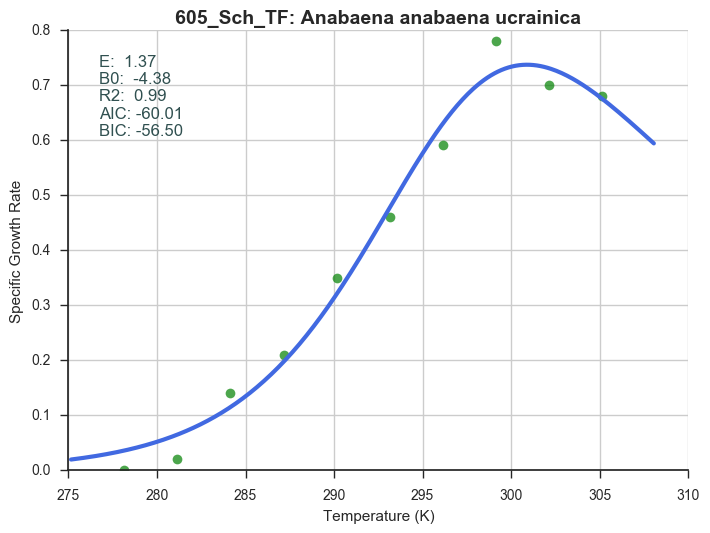 605_Sch_TF: Anabaena anabaena ucrainica
E:  1.37
B0:  -4.38
R2:  0.99
AIC: -60.01
BIC: -56.50
Specific Growth Rate
0.8
0.7
0.6
0.5
0.4
0.3
0.2
0.1
0.0
275 280 285 290 295 300 305 310
Temperature (K)